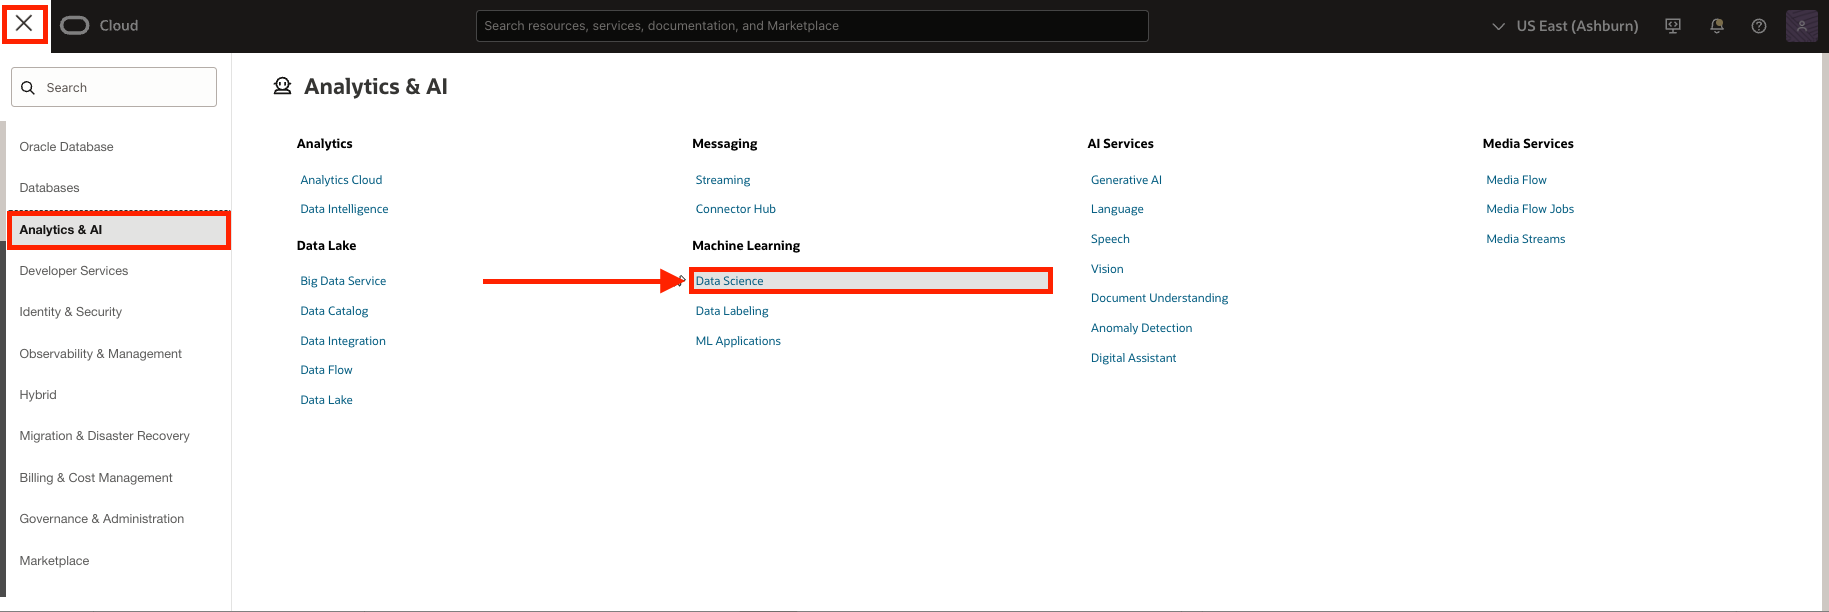 Cloud
Search resources, services, documentation, and Marketplace
US East (Ashburn)
Search
Oracle Database
Databases
Analytics & AI
Developer Services
Identity & Security
Observability & Management
Hybrid
Migration & Disaster Recovery
Billing & Cost Management
Governance & Administration
Marketplace
Analytics & AI
Analytics
Analytics Cloud
Data Intelligence
Data Lake
Big Data Service
Data Catalog
Data Integration
Data Flow
Data Lake
Messaging
Streaming
Connector Hub
Machine Learning
Data Science
Data Labeling
ML Applications
AI Services
Generative AI
Language
Speech
Vision
Document Understanding
Anomaly Detection
Digital Assistant
Media Services
Media Flow
Media Flow Jobs
Media Streams